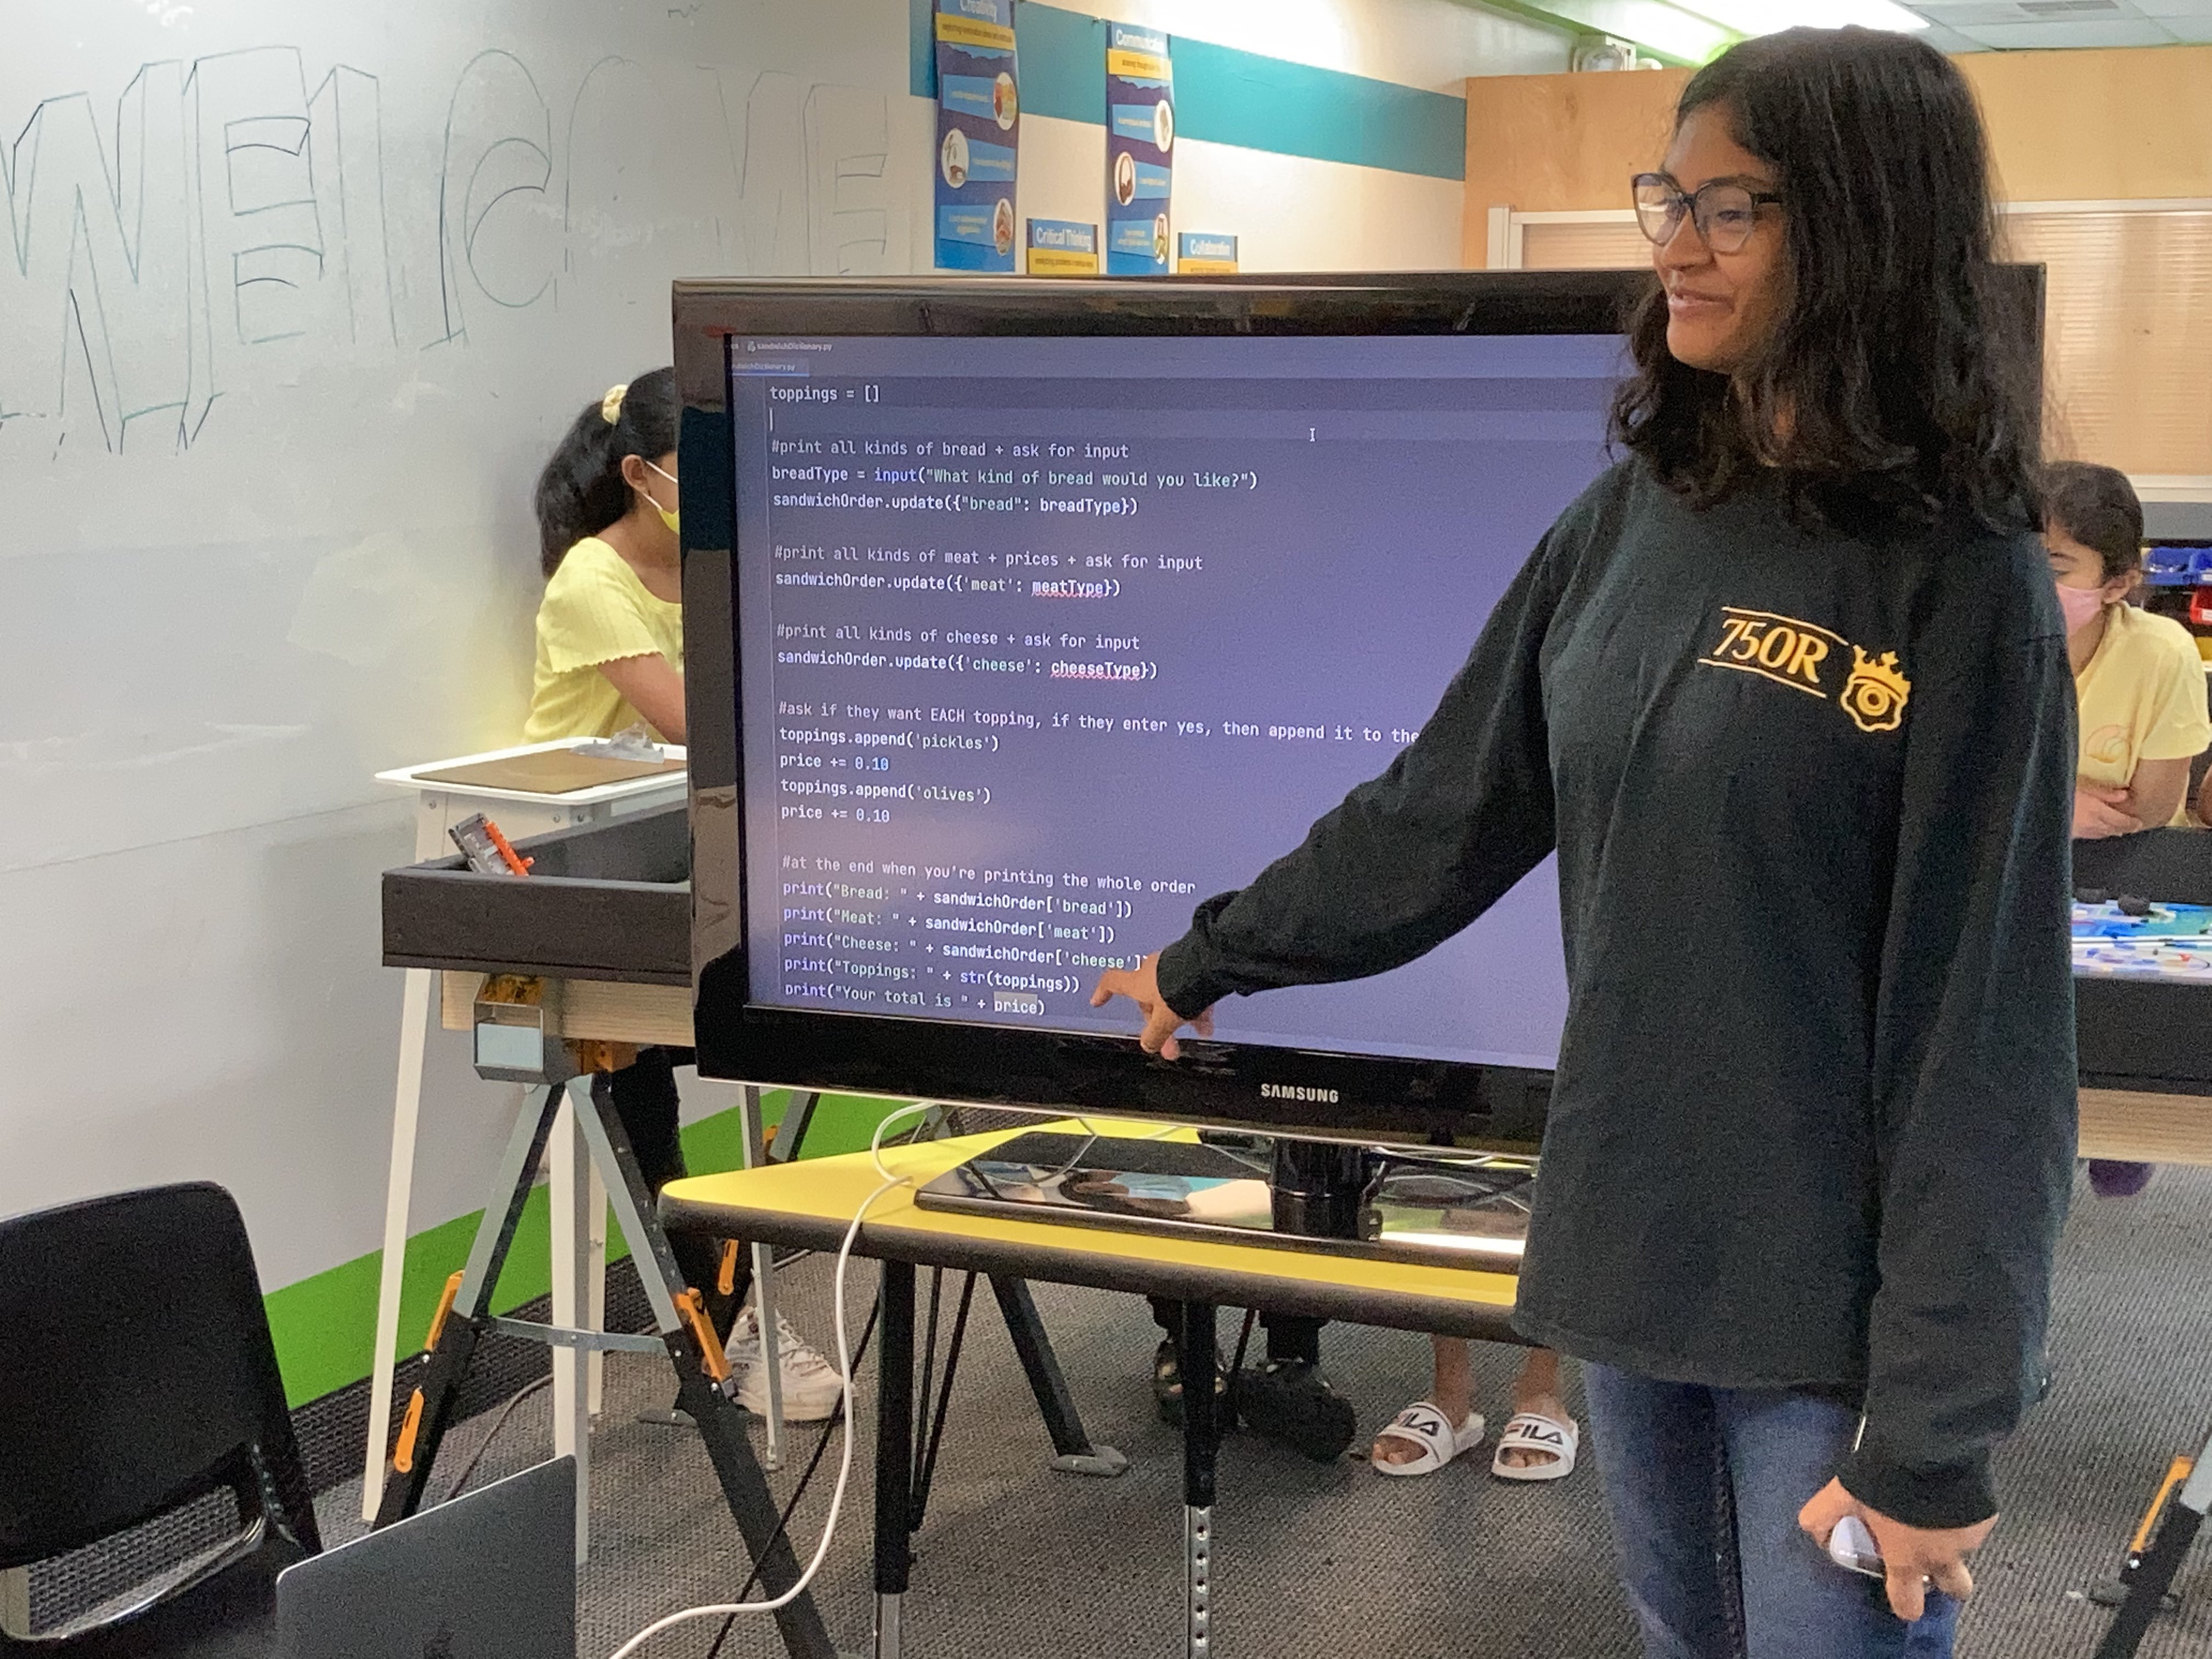 WELCOME
Creativity
Communication
Critical Thinking
Collaboration
sandwichDictionary.py
toppings = []
#print all kinds of bread + ask for input
breadType = input("What kind of bread would you like?")
sandwichOrder.update({"bread": breadType})
#print all kinds of meat + prices + ask for input
sandwichOrder.update({'meat': meatType})
#print all kinds of cheese + ask for input
sandwichOrder.update({'cheese': cheeseType})
#ask if they want EACH topping, if they enter yes, then append it to the
toppings.append('pickles')
price += 0.10
toppings.append('olives')
price += 0.10
#at the end when you're printing the whole order
print("Bread: " + sandwichOrder['bread'])
print("Meat: " + sandwichOrder['meat'])
print("Cheese: " + sandwichOrder['cheese']
print("Toppings: " + str(toppings))
print("Your total is " + price)
SAMSUNG
750R
FILA
FILA